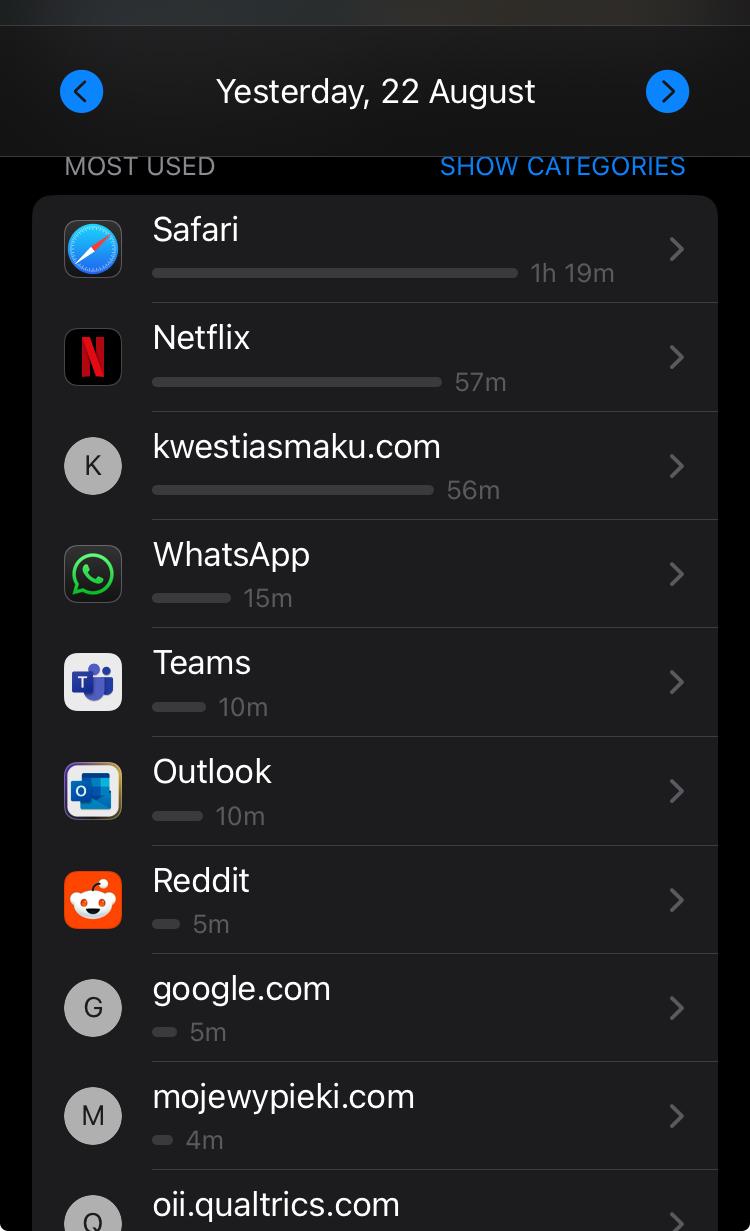 Yesterday, 22 August
MOST USED
SHOW CATEGORIES
Safari
1h 19m
Netflix
57m
K
kwestiasmaku.com
56m
WhatsApp
15m
T
Teams
10m
O
Outlook
10m
Reddit
5m
G
google.com
5m
M
mojewypieki.com
4m
Q
oii.qualtrics.com